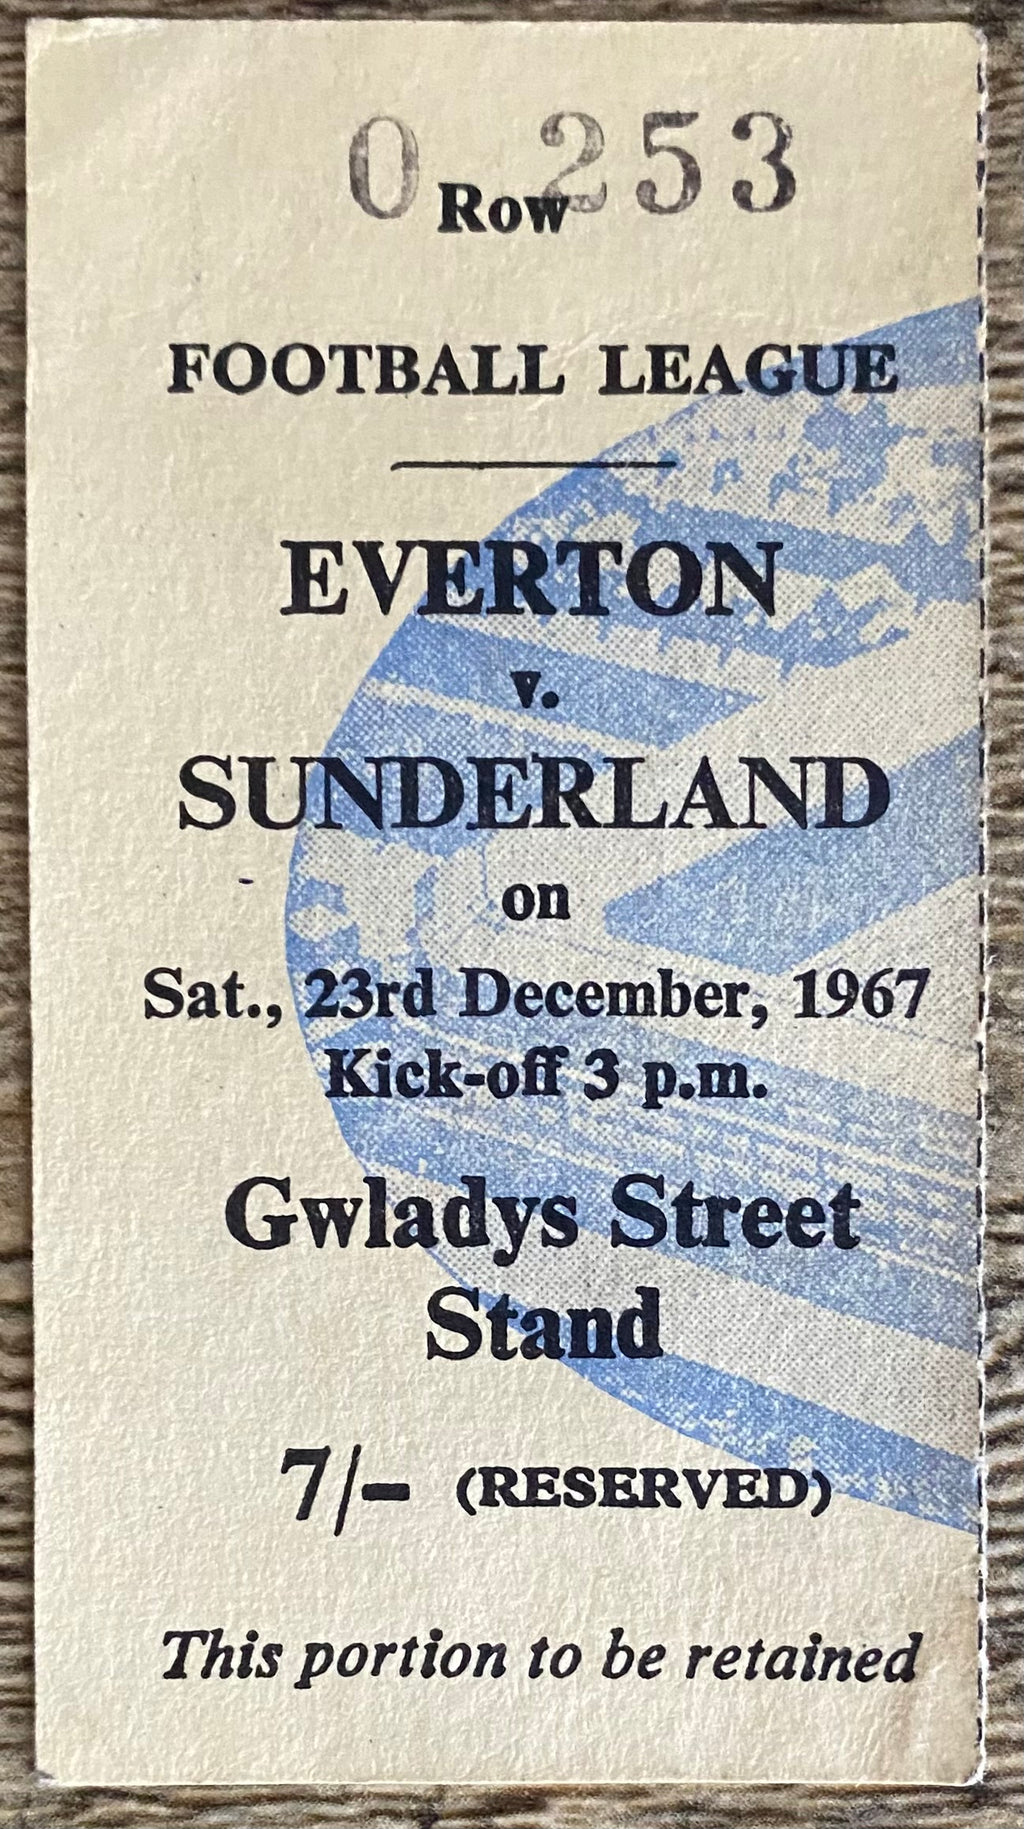 O Row 253
FOOTBALL LEAGUE
EVERTON
v.
SUNDERLAND
on
Sat., 23rd December, 1967
Kick-off 3 p.m.
Gwladys Street
Stand
7/- (RESERVED)
This portion to be retained